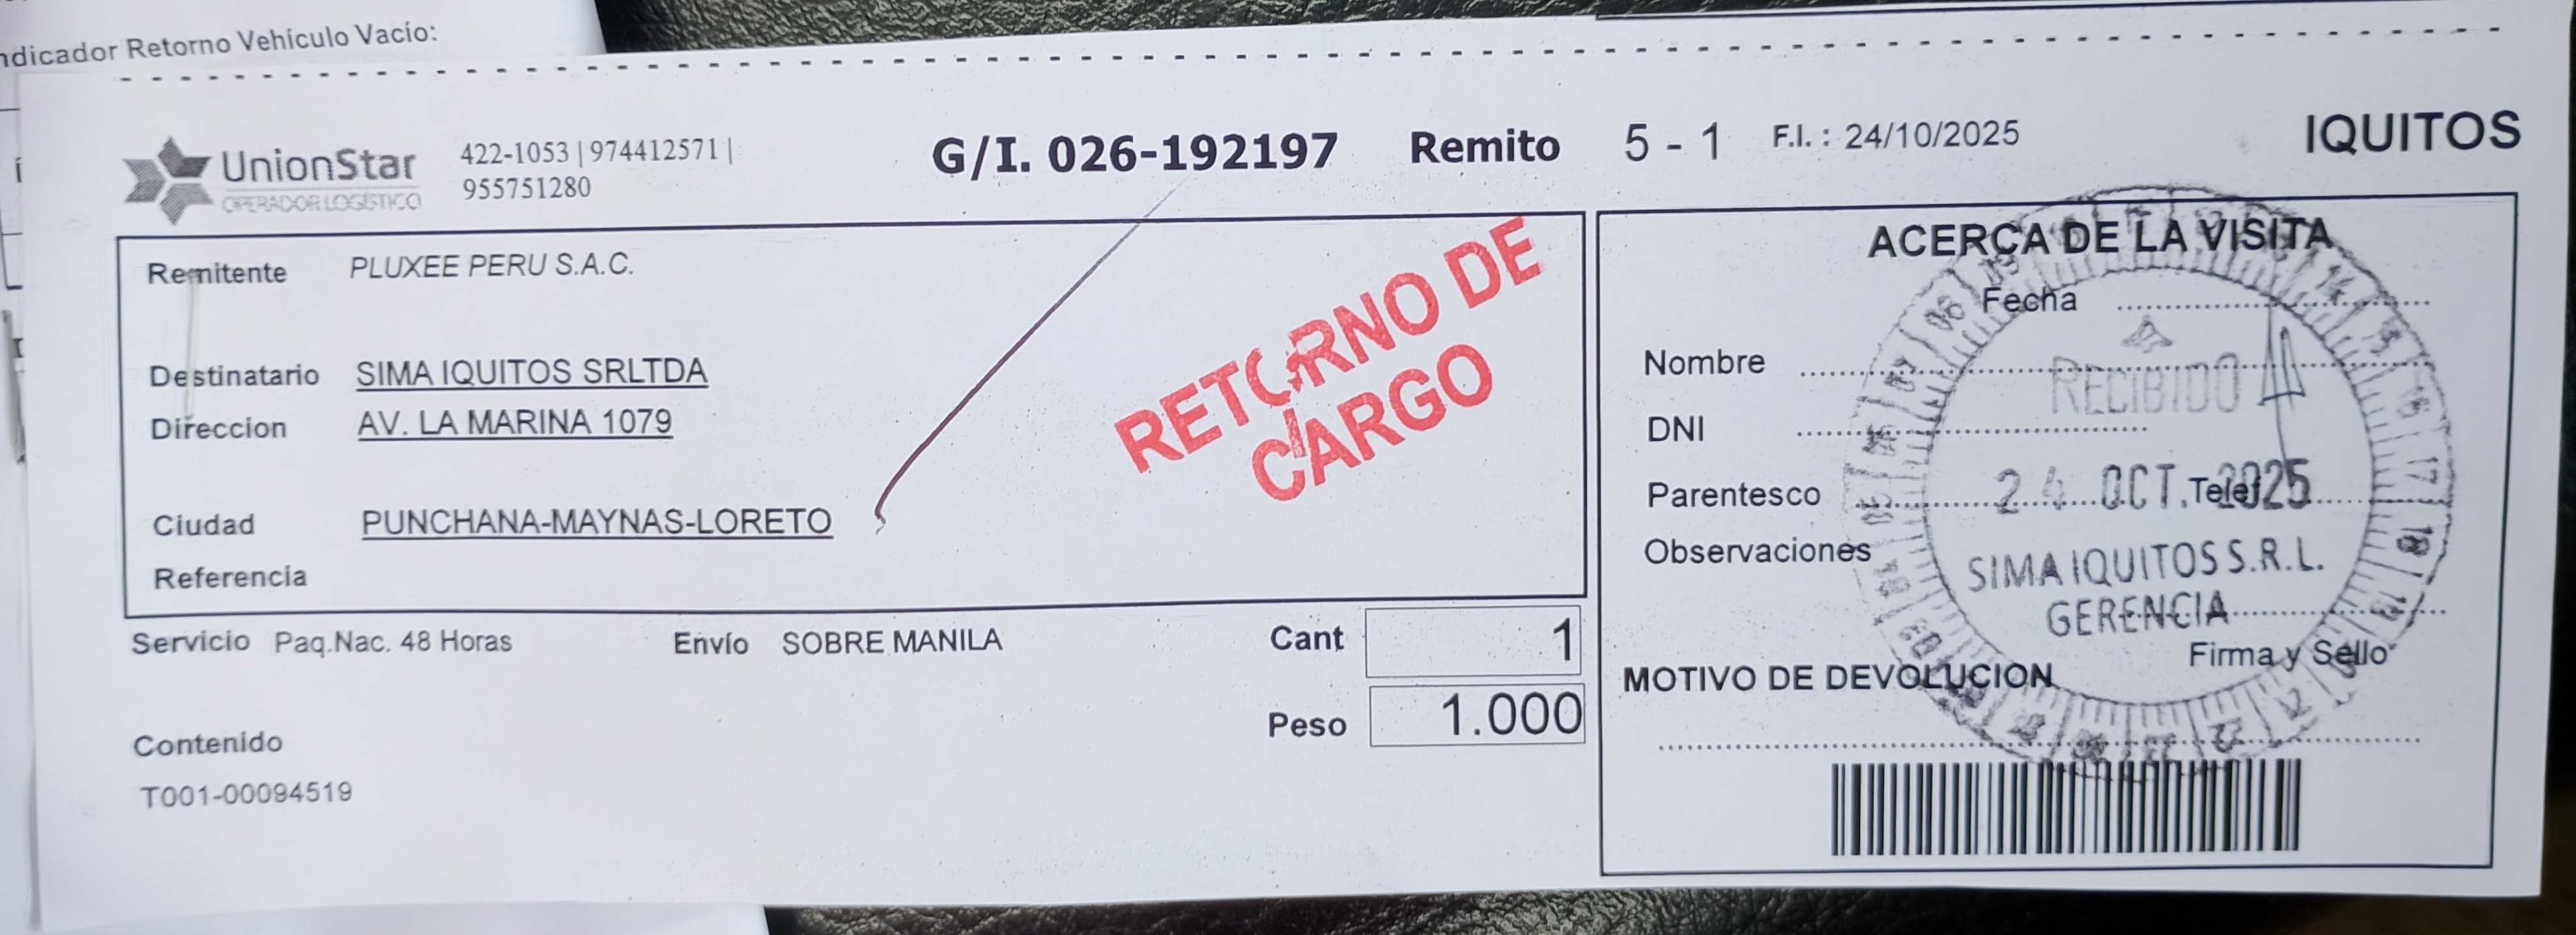 ndicador Retorno Vehículo Vacío:
UnionStar
OPERADOR LOGÍSTICO
422-1053 | 974412571 |
955751280
G/I. 026-192197 Remito 5 - 1 F.I. : 24/10/2025 IQUITOS
Remitente PLUXEE PERU S.A.C.
Destinatario SIMA IQUITOS SRLTDA
Direccion AV. LA MARINA 1079
Ciudad PUNCHANA-MAYNAS-LORETO
Referencia
RETORNO DE
CARGO
Servicio Paq.Nac. 48 Horas Envío SOBRE MANILA Cant 1
Peso 1.000
Contenido
T001-00094519
ACERCA DE LA VISITA
Fecha
Nombre
DNI
Parentesco Telef
Observaciones
Firma y Sello
MOTIVO DE DEVOLUCION
RECIBIDO
24 OCT. 2025
SIMA IQUITOS S.R.L.
GERENCIA